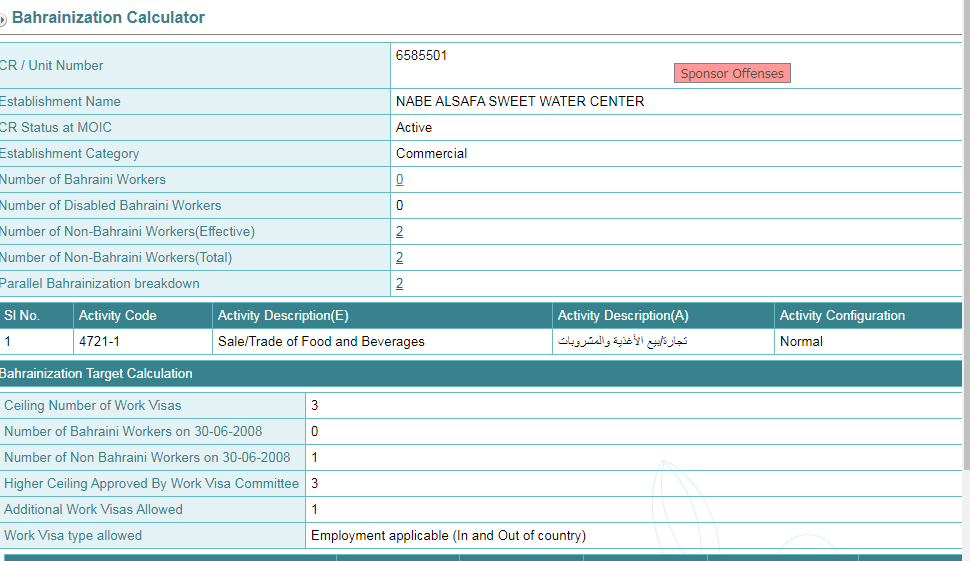 Bahrainization Calculator
CR / Unit Number 6585501
Sponsor Offenses
Establishment Name NABE ALSAFA SWEET WATER CENTER
CR Status at MOIC Active
Establishment Category Commercial
Number of Bahraini Workers 0
Number of Disabled Bahraini Workers 0
Number of Non-Bahraini Workers(Effective) 2
Number of Non-Bahraini Workers(Total) 2
Parallel Bahrainization breakdown 2
Sl No. Activity Code Activity Description(E) Activity Description(A) Activity Configuration
1 4721-1 Sale/Trade of Food and Beverages تجارة/بيع الأغذية والمشروبات Normal
Bahrainization Target Calculation
Ceiling Number of Work Visas 3
Number of Bahraini Workers on 30-06-2008 0
Number of Non Bahraini Workers on 30-06-2008 1
Higher Ceiling Approved By Work Visa Committee 3
Additional Work Visas Allowed 1
Work Visa type allowed Employment applicable (In and Out of country)